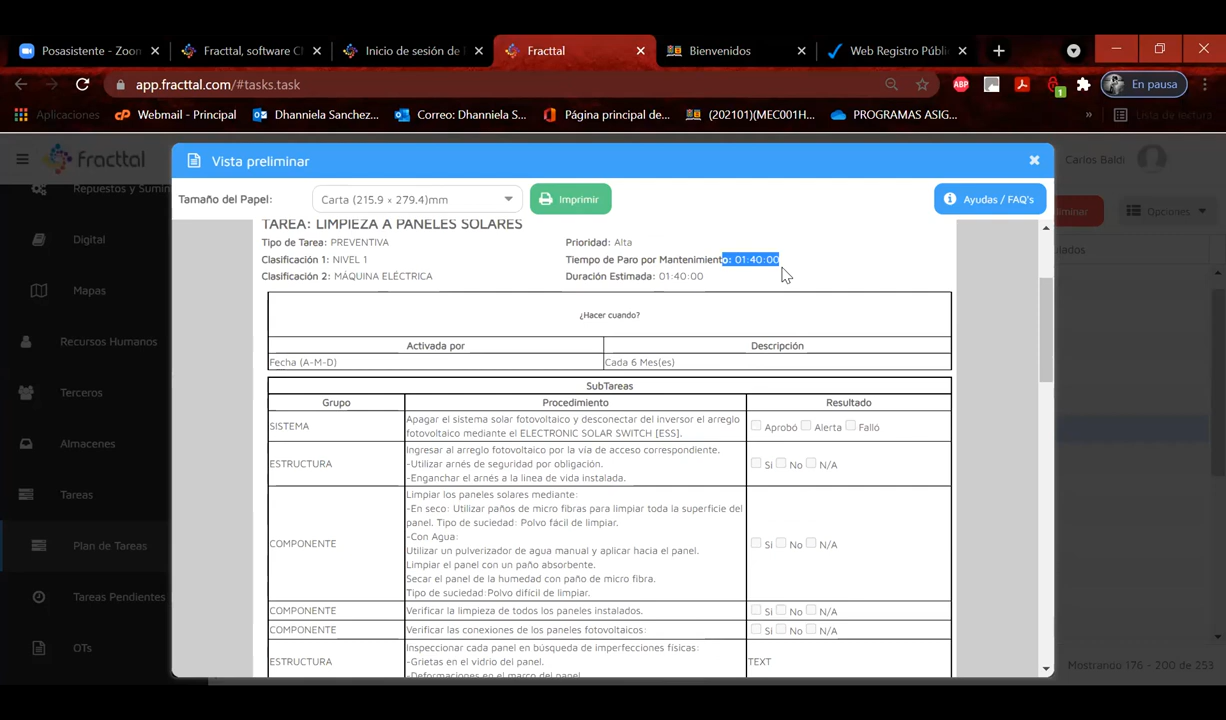 Posasistente - Zoom
Fracttal, software C
Inicio de sesión de
Fracttal
Bienvenidos
Web Registro Públi
app.fracttal.com/#tasks.task
ABP
1
En pausa
Aplicaciones
Webmail - Principal
Dhanniela Sanchez...
Correo: Dhanniela S...
Página principal de...
(202101)(MEC001H...
PROGRAMAS ASIG...
»
Lista de lectura
fracttal
Vista preliminar
Carlos Baldi
Repuestos y Sumin
Tamaño del Papel:
Carta (215.9 × 279.4)mm
Imprimir
Ayudas / FAQ's
Opciones
Digital
Mapas
Recursos Humanos
Terceros
Almacenes
Tareas
Plan de Tareas
Tareas Pendientes
OTs
TAREA: LIMPIEZA A PANELES SOLARES
Tipo de Tarea: PREVENTIVA
Prioridad: Alta
Clasificación 1: NIVEL 1
Tiempo de Paro por Mantenimiento: 01:40:00
Clasificación 2: MÁQUINA ELÉCTRICA
Duración Estimada: 01:40:00
¿Hacer cuando?
Activada por
Descripción
Fecha (A-M-D)
Cada 6 Mes(es)
SubTareas
Grupo
Procedimiento
Resultado
SISTEMA
Apagar el sistema solar fotovoltaico y desconectar del inversor el arreglo
fotovoltaico mediante el ELECTRONIC SOLAR SWITCH [ESS].
Aprobó Alerta Falló
ESTRUCTURA
Ingresar al arreglo fotovoltaico por la vía de acceso correspondiente.
-Utilizar arnés de seguridad por obligación.
-Enganchar el arnés a la linea de vida instalada.
Si No N/A
COMPONENTE
Limpiar los paneles solares mediante:
-En seco: Utilizar paños de micro fibras para limpiar toda la superficie del
panel. Tipo de suciedad: Polvo fácil de limpiar.
-Con Agua:
Utilizar un pulverizador de agua manual y aplicar hacia el panel.
Limpiar el panel con un paño absorbente.
Secar el panel de la humedad con paño de micro fibra.
Tipo de suciedad:Polvo difícil de limpiar.
Si No N/A
COMPONENTE
Verificar la limpieza de todos los paneles instalados.
Si No N/A
COMPONENTE
Verificar las conexiones de los paneles fotovoltaicos:
Si No N/A
ESTRUCTURA
Inspeccionar cada panel en búsqueda de imperfecciones físicas:
-Grietas en el vidrio del panel.
-Deformaciones en el marco del panel
TEXT
Mostrando 176 - 200 de 253